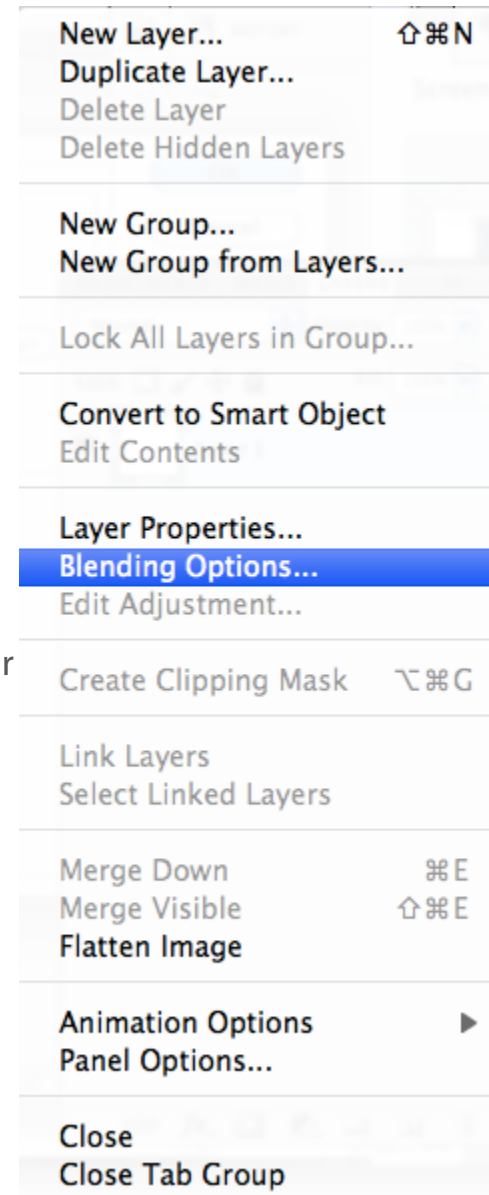 New Layer... ⇧⌘N
Duplicate Layer...
Delete Layer
Delete Hidden Layers
New Group...
New Group from Layers...
Lock All Layers in Group...
Convert to Smart Object
Edit Contents
Layer Properties...
Blending Options...
Edit Adjustment...
r
Create Clipping Mask ⌥⌘G
Link Layers
Select Linked Layers
Merge Down ⌘E
Merge Visible ⇧⌘E
Flatten Image
Animation Options ▶
Panel Options...
Close
Close Tab Group